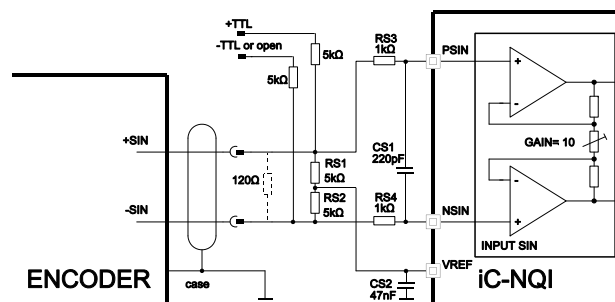 +TTL
-TTL or open
5kΩ
5kΩ
RS3
1kΩ
PSIN
+
-
GAIN= 10
+SIN
120Ω
RS1
5kΩ
RS2
5kΩ
CS1
220pF
RS4
1kΩ
-SIN
NSIN
-
+
INPUT SIN
VREF
ENCODER
case
CS2
47nF
iC-NQI